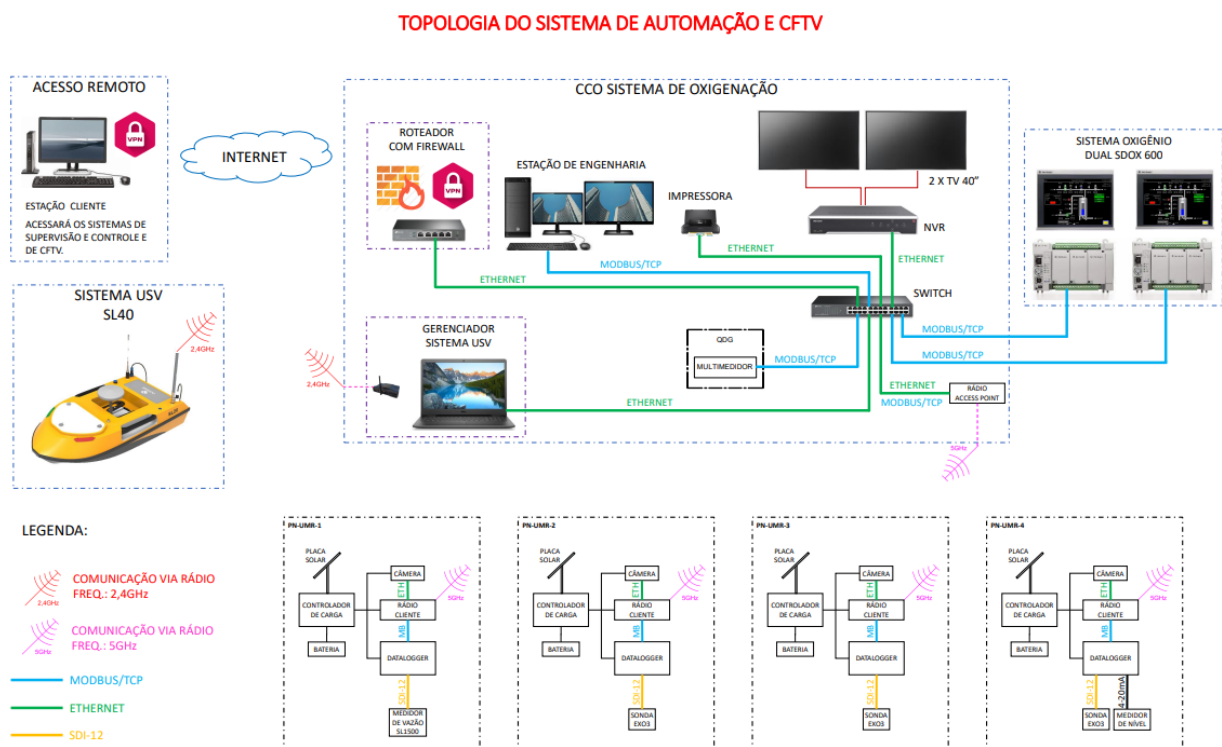 TOPOLOGIA DO SISTEMA DE AUTOMAÇÃO E CFTV
ACESSO REMOTO
VPN
ESTAÇÃO CLIENTE
ACESSARÁ OS SISTEMAS DE
SUPERVISÃO E CONTROLE E
DE CFTV.
INTERNET
CCO SISTEMA DE OXIGENAÇÃO
ROTEADOR
COM FIREWALL
VPN
ESTAÇÃO DE ENGENHARIA
IMPRESSORA
2 X TV 40"
NVR
ETHERNET
ETHERNET
MODBUS/TCP
ETHERNET
SWITCH
SISTEMA OXIGÊNIO
DUAL SDOX 600
MODBUS/TCP
MODBUS/TCP
QDG
MULTIMEDIDOR
MODBUS/TCP
ETHERNET
MODBUS/TCP
RÁDIO
ACCESS POINT
5GHz
GERENCIADOR
SISTEMA USV
2,4GHz
ETHERNET
SISTEMA USV
SL40
2,4GHz
SL40
LEGENDA:
2,4GHz
COMUNICAÇÃO VIA RÁDIO
FREQ.: 2,4GHz
5GHz
COMUNICAÇÃO VIA RÁDIO
FREQ.: 5GHz
MODBUS/TCP
ETHERNET
SDI-12
PN-UMR-1
PLACA
SOLAR
CÂMERA
ETH
5GHz
CONTROLADOR
DE CARGA
RÁDIO
CLIENTE
MB
BATERIA
DATALOGGER
SDI-12
MEDIDOR
DE VAZÃO
SL1500
PN-UMR-2
PLACA
SOLAR
CÂMERA
ETH
5GHz
CONTROLADOR
DE CARGA
RÁDIO
CLIENTE
MB
BATERIA
DATALOGGER
SDI-12
SONDA
EXO3
PN-UMR-3
PLACA
SOLAR
CÂMERA
ETH
5GHz
CONTROLADOR
DE CARGA
RÁDIO
CLIENTE
MB
BATERIA
DATALOGGER
SDI-12
SONDA
EXO3
PN-UMR-4
PLACA
SOLAR
CÂMERA
ETH
5GHz
CONTROLADOR
DE CARGA
RÁDIO
CLIENTE
MB
BATERIA
DATALOGGER
SDI-12
4-20mA
SONDA
EXO3
MEDIDOR
DE NÍVEL